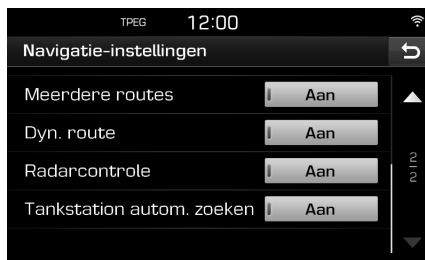 TPEG 12:00
Navigatie-instellingen
Meerdere routes Aan
Dyn. route Aan
Radarcontrole Aan
2
2
Tankstation autom. zoeken Aan